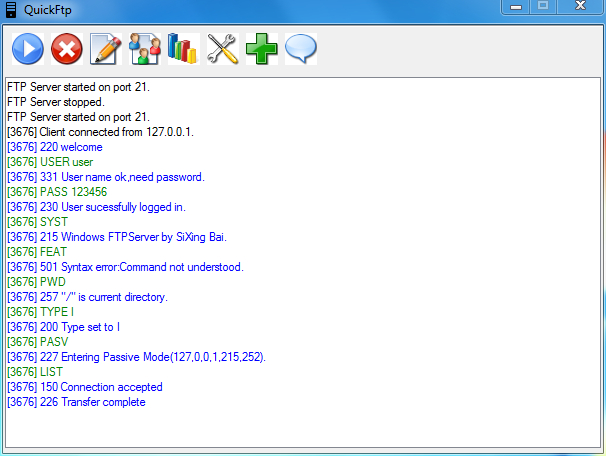 QuickFtp
FTP Server started on port 21.
FTP Server stopped.
FTP Server started on port 21.
[3676] Client connected from 127.0.0.1.
[3676] 220 welcome
[3676] USER user
[3676] 331 User name ok,need password.
[3676] PASS 123456
[3676] 230 User sucessfully logged in.
[3676] SYST
[3676] 215 Windows FTPServer by SiXing Bai.
[3676] FEAT
[3676] 501 Syntax error:Command not understood.
[3676] PWD
[3676] 257 "/" is current directory.
[3676] TYPE I
[3676] 200 Type set to I
[3676] PASV
[3676] 227 Entering Passive Mode(127,0,0,1,215,252).
[3676] LIST
[3676] 150 Connection accepted
[3676] 226 Transfer complete